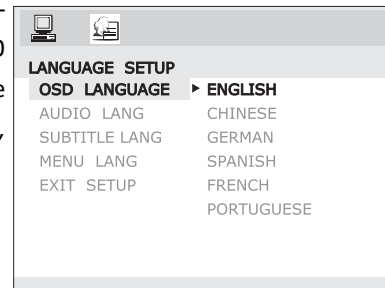 LANGUAGE SETUP
OSD LANGUAGE ▶ ENGLISH
AUDIO LANG CHINESE
SUBTITLE LANG GERMAN
MENU LANG SPANISH
EXIT SETUP FRENCH
PORTUGUESE